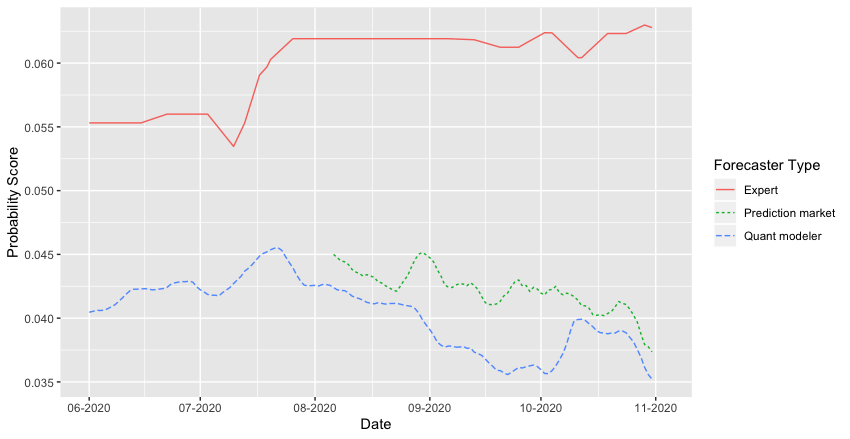 Probability Score
0.060
0.055
0.050
0.045
0.040
0.035
06-2020
07-2020
08-2020
09-2020
10-2020
11-2020
Date
Forecaster Type
Expert
Prediction market
Quant modeler